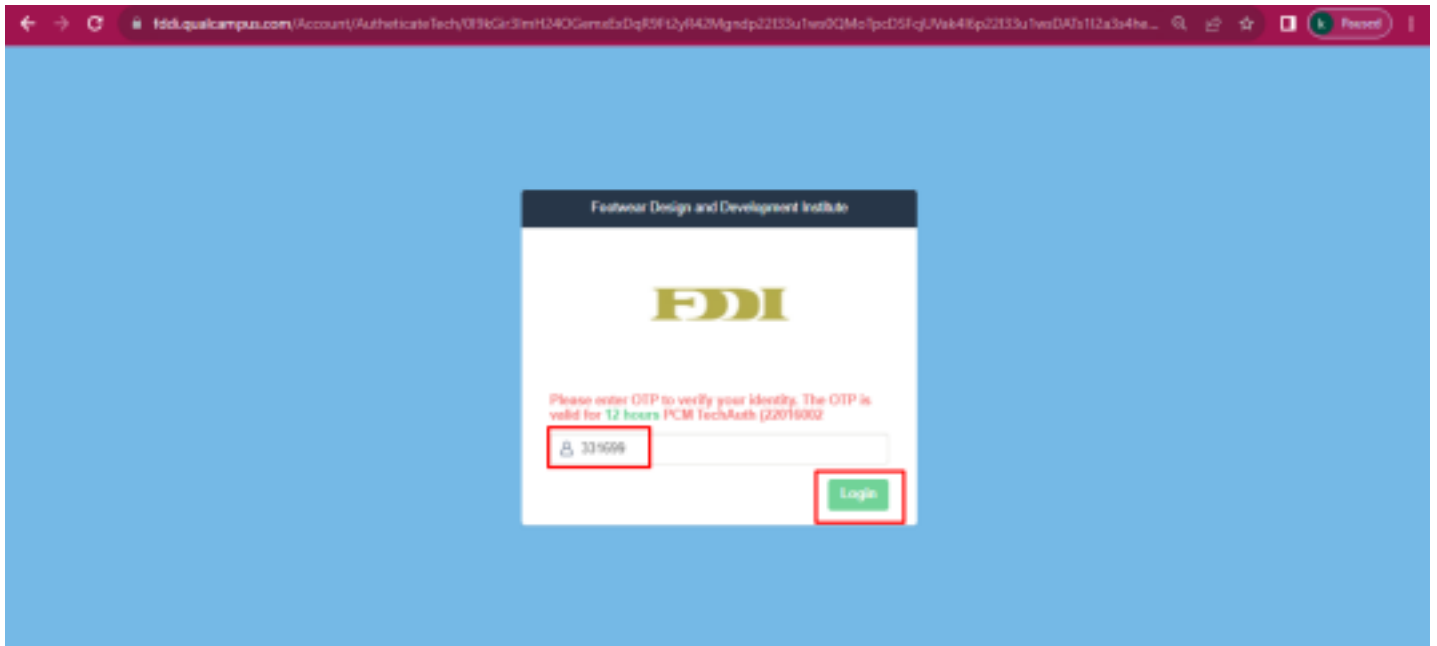 fddi.qualcampus.com/Account/AutheticateTech/
Paused
Footwear Design and Development Institute
FDDI
Please enter OTP to verify your identity. The OTP is
valid for 12 hours PCM TechAuth (22016002
331699
Login